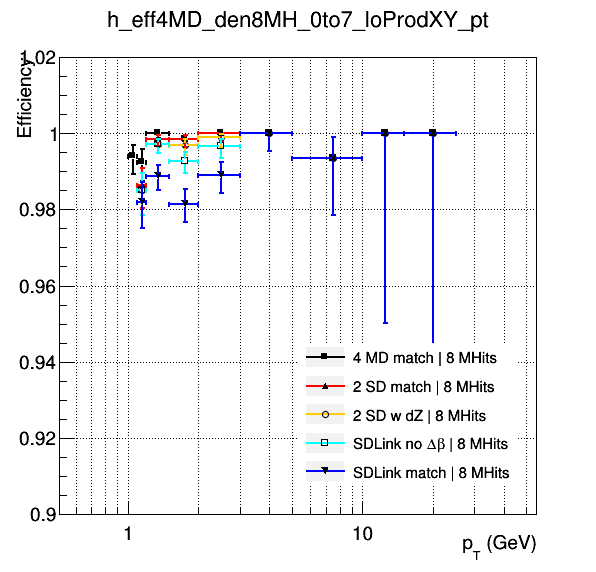 h_eff4MD_den8MH_0to7_loProdXY_pt
Efficiency
1.02
1
0.98
0.96
0.94
0.92
0.9
4 MD match | 8 MHits
2 SD match | 8 MHits
2 SD w dZ | 8 MHits
SDLink no Δβ | 8 MHits
SDLink match | 8 MHits
1
10
p_T (GeV)